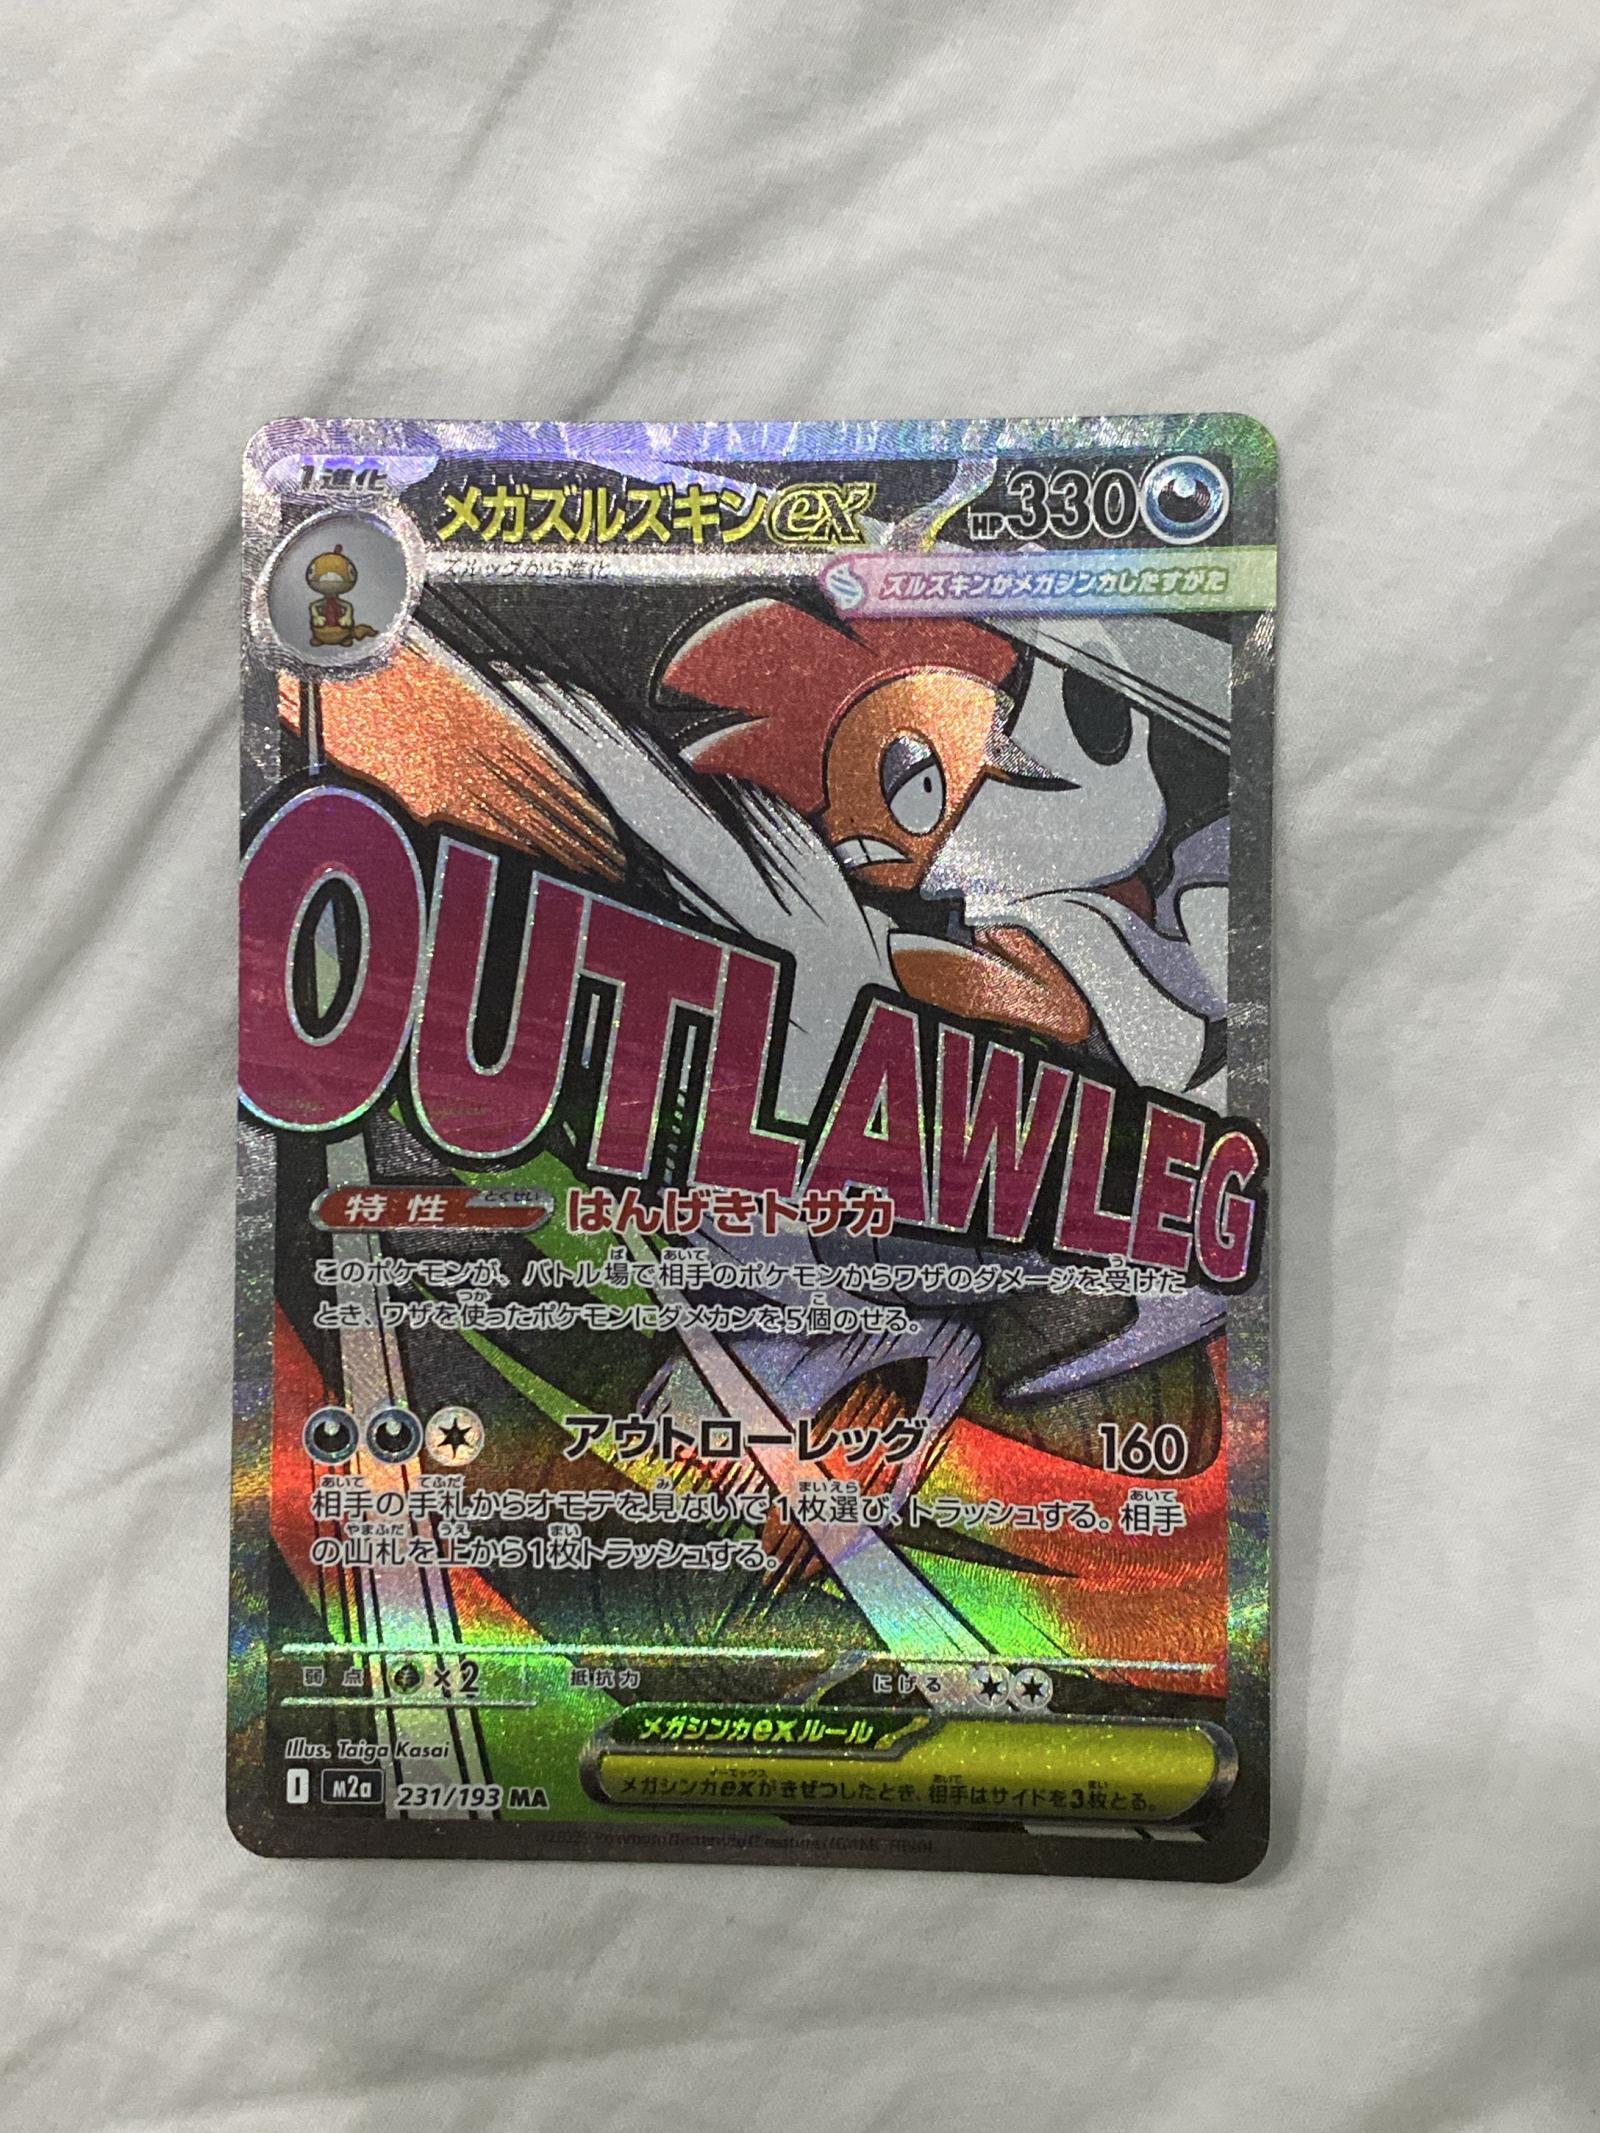 1進化
メガズルズキンex HP330
ズルッグから進化
ズルズキンがメガシンカしたすがた
OUTLAWLEG
特性 とくせい はんげきトサカ
このポケモンが、バトル場で相手のポケモンからワザのダメージを受けた
とき、ワザを使ったポケモンにダメカンを5個のせる。
アウトローレッグ 160
相手の手札からオモテを見ないで1枚選び、トラッシュする。相手
の山札を上から1枚トラッシュする。
弱点 ×2 抵抗力 にげる
メガシンカexルール
メガシンカexがきぜつしたとき、相手はサイドを3枚とる。
Illus. Taiga Kasai
I M2a 231/193 MA